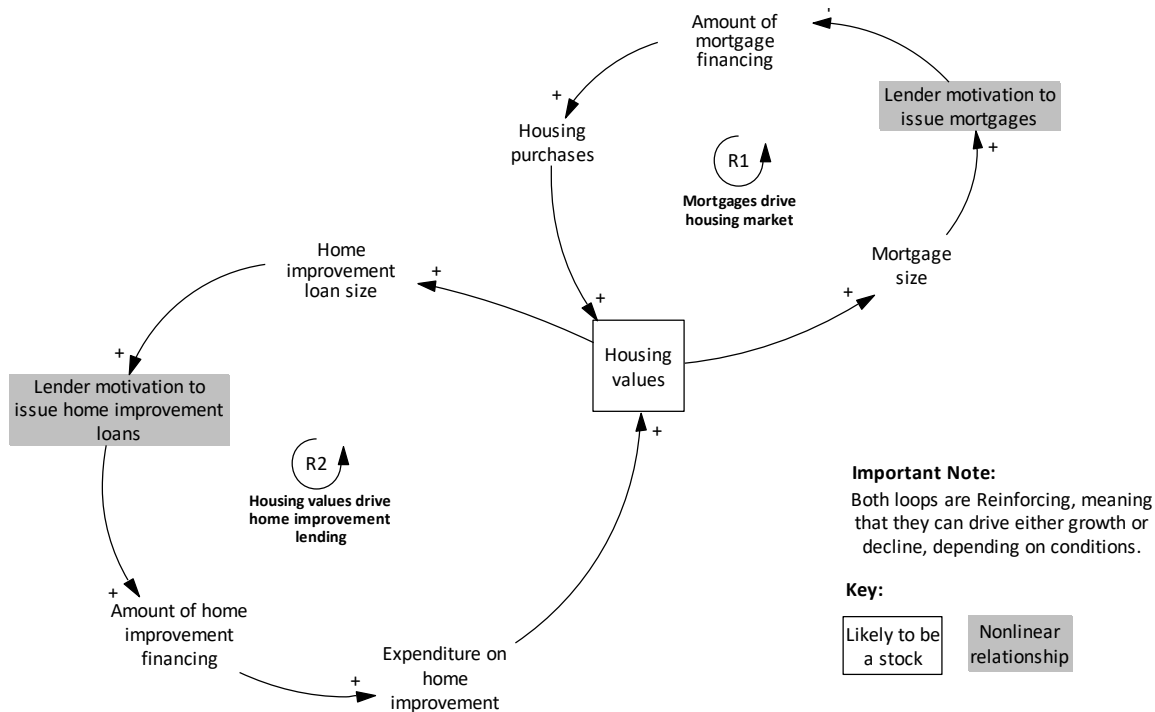 Amount of
mortgage
financing
+
Lender motivation to
issue mortgages
+
Housing
purchases
+
R1
Mortgages drive
housing market
Mortgage
size
+
Home
improvement
loan size
+
+
Housing
values
+
Lender motivation to
issue home improvement
loans
+
R2
Housing values drive
home improvement
lending
+
Amount of home
improvement
financing
+
Expenditure on
home
improvement
+
Important Note:
Both loops are Reinforcing, meaning
that they can drive either growth or
decline, depending on conditions.
Key:
Likely to be
a stock
Nonlinear
relationship